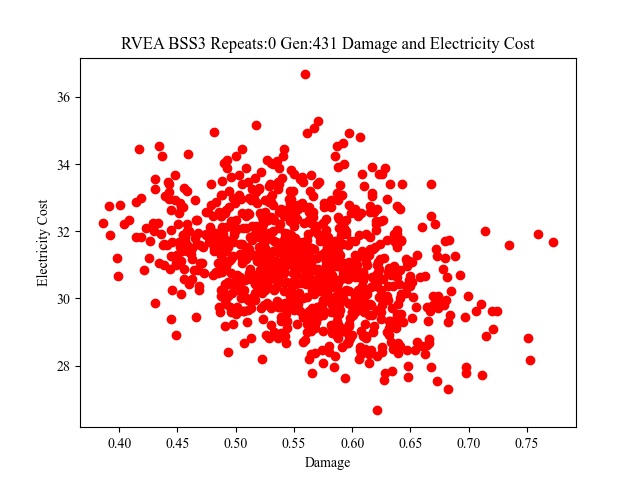 RVEA BSS3 Repeats:0 Gen:431 Damage and Electricity Cost
36
34
32
30
28
Electricity Cost
0.40 0.45 0.50 0.55 0.60 0.65 0.70 0.75
Damage